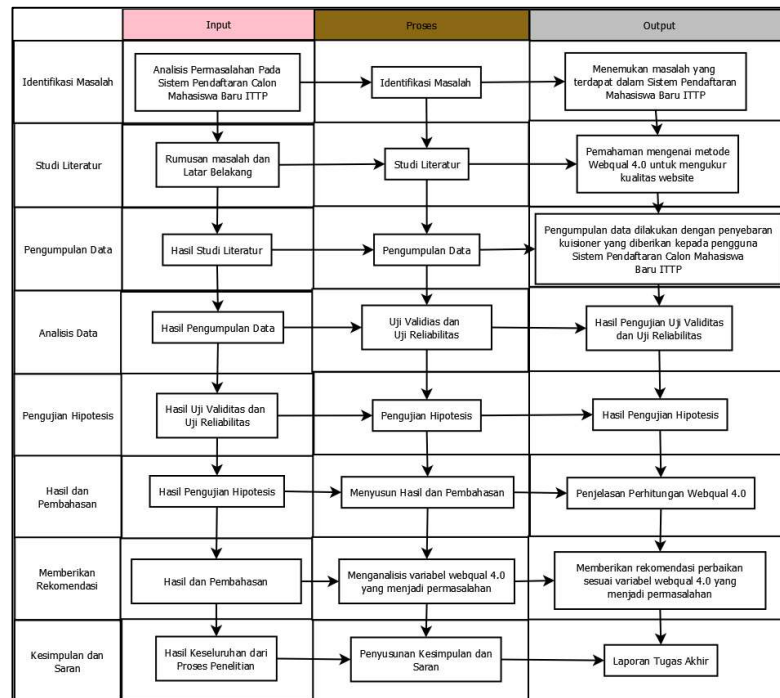 Input
Proses
Output
Identifikasi Masalah
Analisis Permasalahan Pada
Sistem Pendaftaran Calon
Mahasiswa Baru ITTP
Identifikasi Masalah
Menemukan masalah yang
terdapat dalam Sistem Pendaftaran
Mahasiswa Baru ITTP
Studi Literatur
Rumusan masalah dan
Latar Belakang
Studi Literatur
Pemahaman mengenai metode
Webqual 4.0 untuk mengukur
kualitas website
Pengumpulan Data
Hasil Studi Literatur
Pengumpulan Data
Pengumpulan data dilakukan dengan penyebaran
kuisioner yang diberikan kepada pengguna
Sistem Pendaftaran Calon Mahasiswa
Baru ITTP
Analisis Data
Hasil Pengumpulan Data
Uji Validias dan
Uji Reliabilitas
Hasil Pengujian Uji Validitas
dan Uji Reliabilitas
Pengujian Hipotesis
Hasil Uji Validitas dan
Uji Reliabilitas
Pengujian Hipotesis
Hasil Pengujian Hipotesis
Hasil dan
Pembahasan
Hasil Pengujian Hipotesis
Menyusun Hasil dan Pembahasan
Penjelasan Perhitungan Webqual 4.0
Memberikan
Rekomendasi
Hasil dan Pembahasan
Menganalisis variabel webqual 4.0
yang menjadi permasalahan
Memberikan rekomendasi perbaikan
sesuai variabel webqual 4.0 yang
menjadi permasalahan
Kesimpulan dan
Saran
Hasil Keseluruhan dari
Proses Penelitian
Penyusunan Kesimpulan dan
Saran
Laporan Tugas Akhir